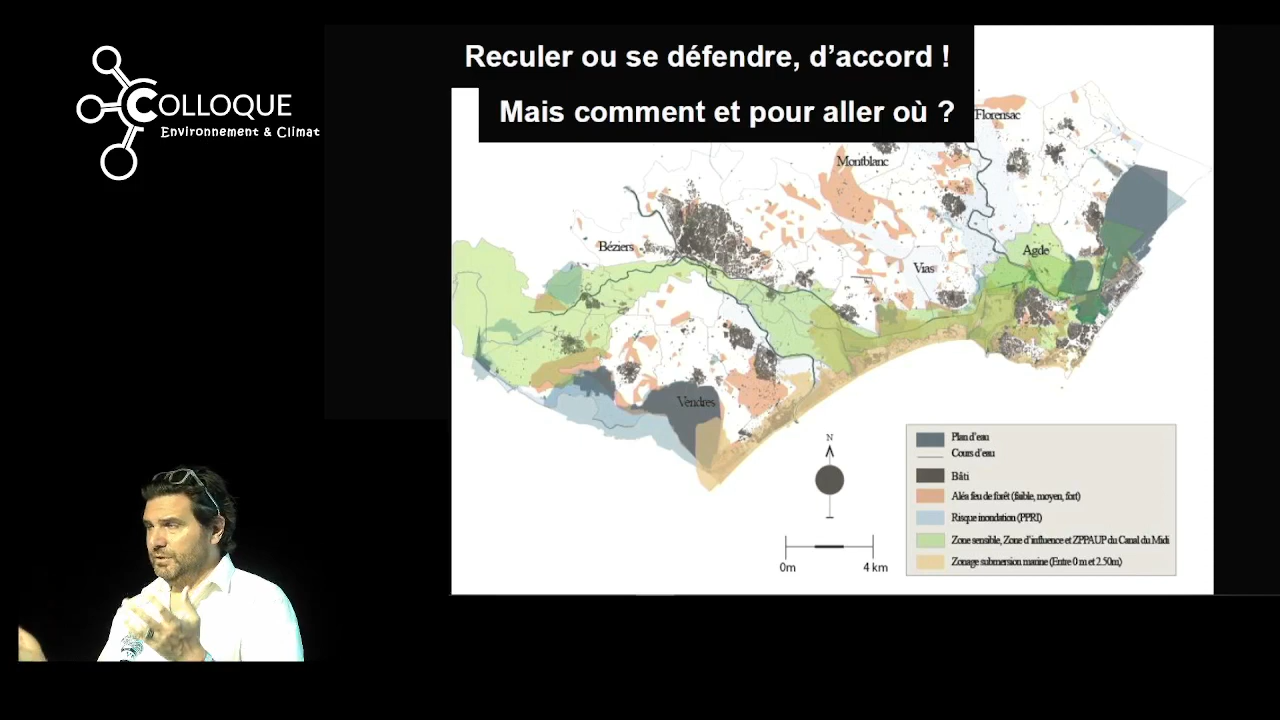 COLLOQUE
Environnement & Climat
Reculer ou se défendre, d'accord !
Mais comment et pour aller où ?
Florensac
Montblanc
Béziers
Agde
Vias
Vendres
N
0m
4 km
Plan d'eau
Cours d'eau
Bâti
Aléa feu de forêt (faible, moyen, fort)
Risque inondation (PPRI)
Zone sensible, Zone d'influence et ZPPAUP du Canal du Midi
Zonage submersion marine (Entre 0 m et 2.50m)